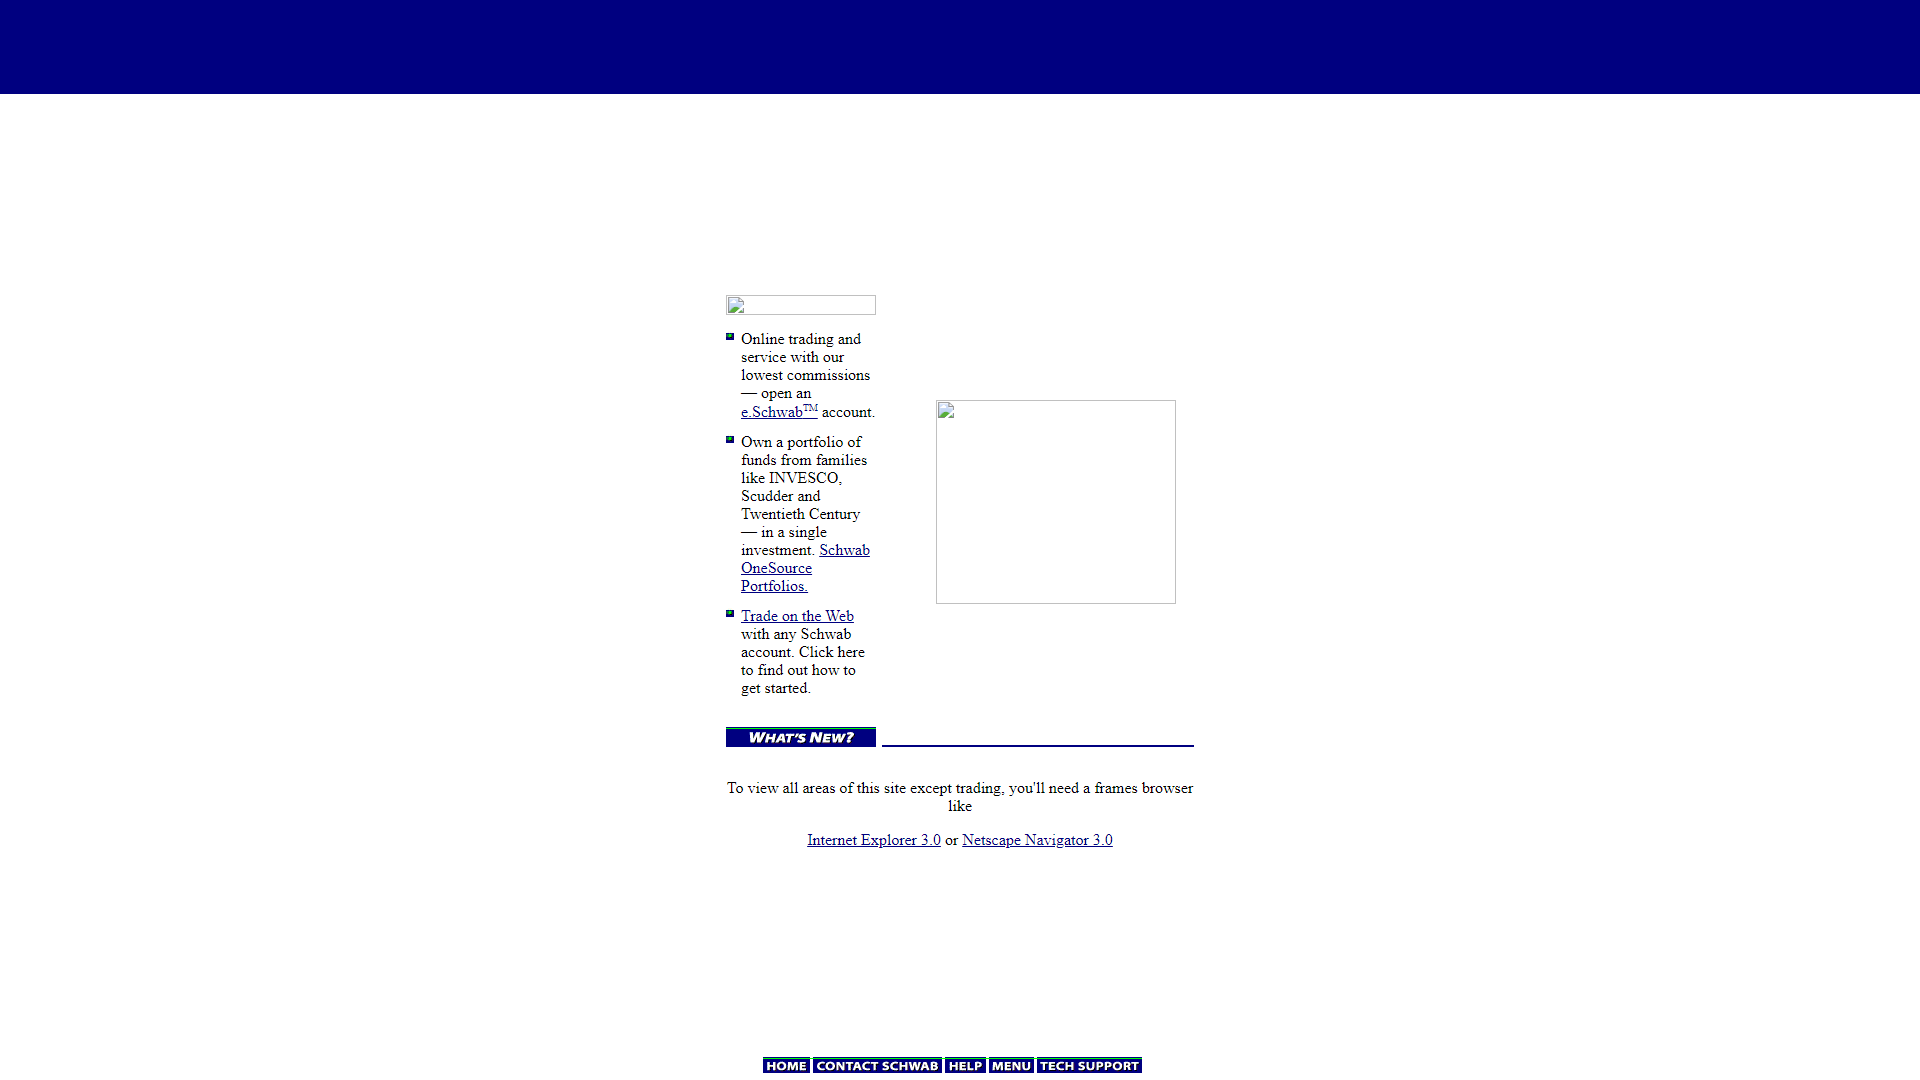 Online trading and
service with our
lowest commissions
— open an
e.Schwab™ account.
Own a portfolio of
funds from families
like INVESCO,
Scudder and
Twentieth Century
— in a single
investment. Schwab
OneSource
Portfolios.
Trade on the Web
with any Schwab
account. Click here
to find out how to
get started.
WHAT'S NEW?
To view all areas of this site except trading, you'll need a frames browser
like
Internet Explorer 3.0 or Netscape Navigator 3.0
HOME CONTACT SCHWAB HELP MENU TECH SUPPORT